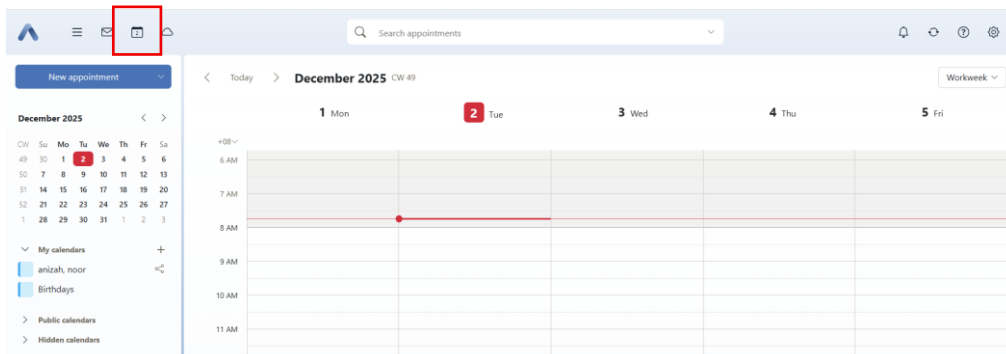 Search appointments
New appointment
Today December 2025 CW 49
Workweek
1 Mon 2 Tue 3 Wed 4 Thu 5 Fri
December 2025
CW Su Mo Tu We Th Fr Sa
49 30 1 2 3 4 5 6
50 7 8 9 10 11 12 13
51 14 15 16 17 18 19 20
52 21 22 23 24 25 26 27
1 28 29 30 31 1 2 3
My calendars
anizah, noor
Birthdays
Public calendars
Hidden calendars
+08
6 AM
7 AM
8 AM
9 AM
10 AM
11 AM